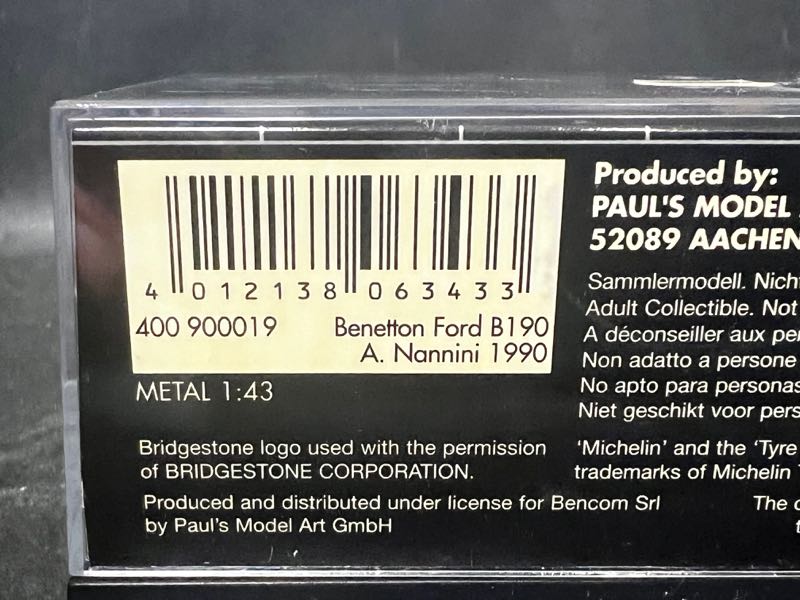 4 012138 063433
400 900019 Benetton Ford B190
A. Nannini 1990
METAL 1:43
Bridgestone logo used with the permission
of BRIDGESTONE CORPORATION.
Produced and distributed under license for Bencom Srl
by Paul's Model Art GmbH
Produced by:
PAUL'S MODEL
52089 AACHEN
Sammlermodell. Nicht
Adult Collectible. Not
A déconseiller aux
Non adatto a persone
No apto para personas
Niet geschikt voor
'Michelin' and the 'Tyre
trademarks of Michelin
The